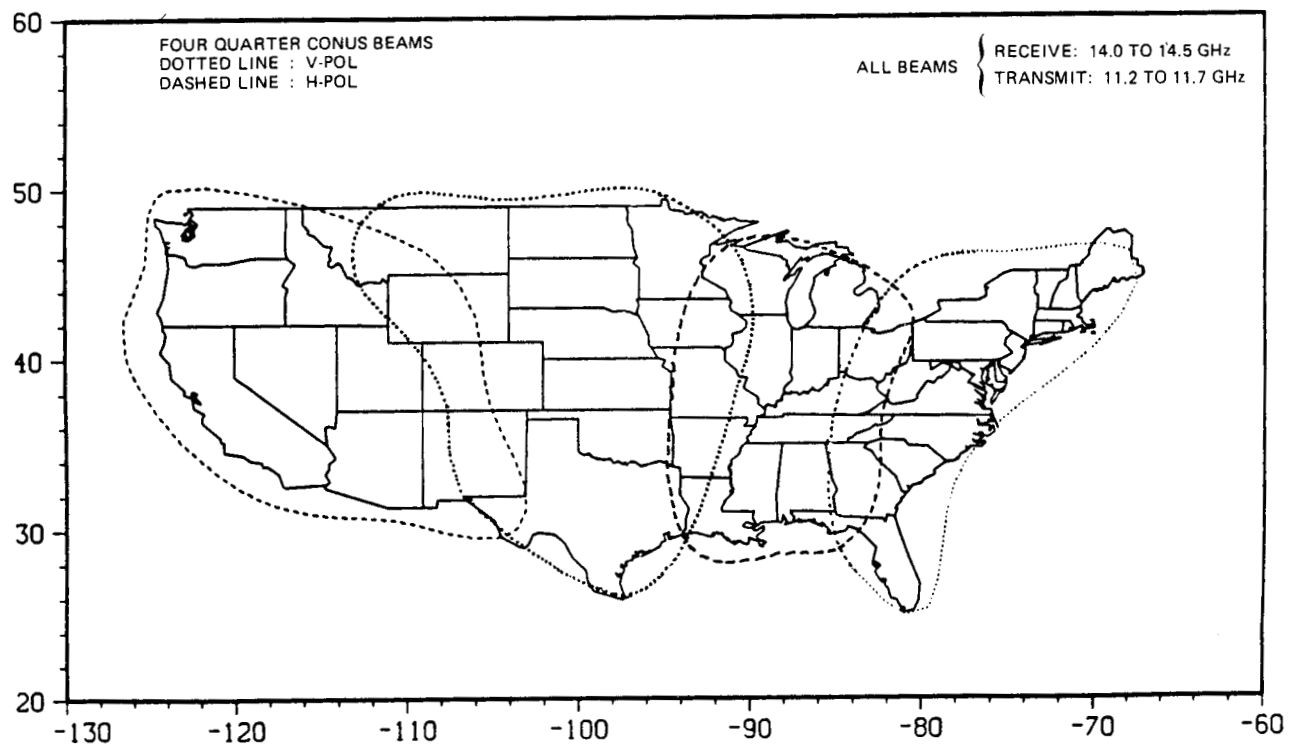 FOUR QUARTER CONUS BEAMS
DOTTED LINE : V-POL
DASHED LINE : H-POL
ALL BEAMS
RECEIVE: 14.0 TO 14.5 GHz
TRANSMIT: 11.2 TO 11.7 GHz
60
50
40
30
20
-130 -120 -110 -100 -90 -80 -70 -60